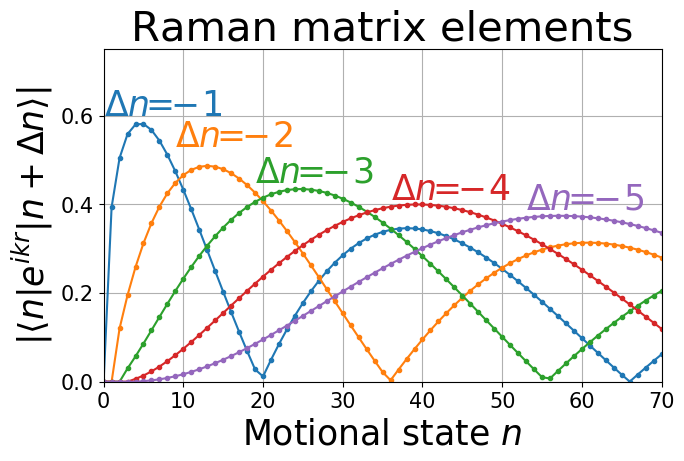 Raman matrix elements
|⟨n|e^{ikr}|n + Δn⟩|
0.6
0.4
0.2
0.0
Δn=−1
Δn=−2
Δn=−3
Δn=−4
Δn=−5
0 10 20 30 40 50 60 70
Motional state n